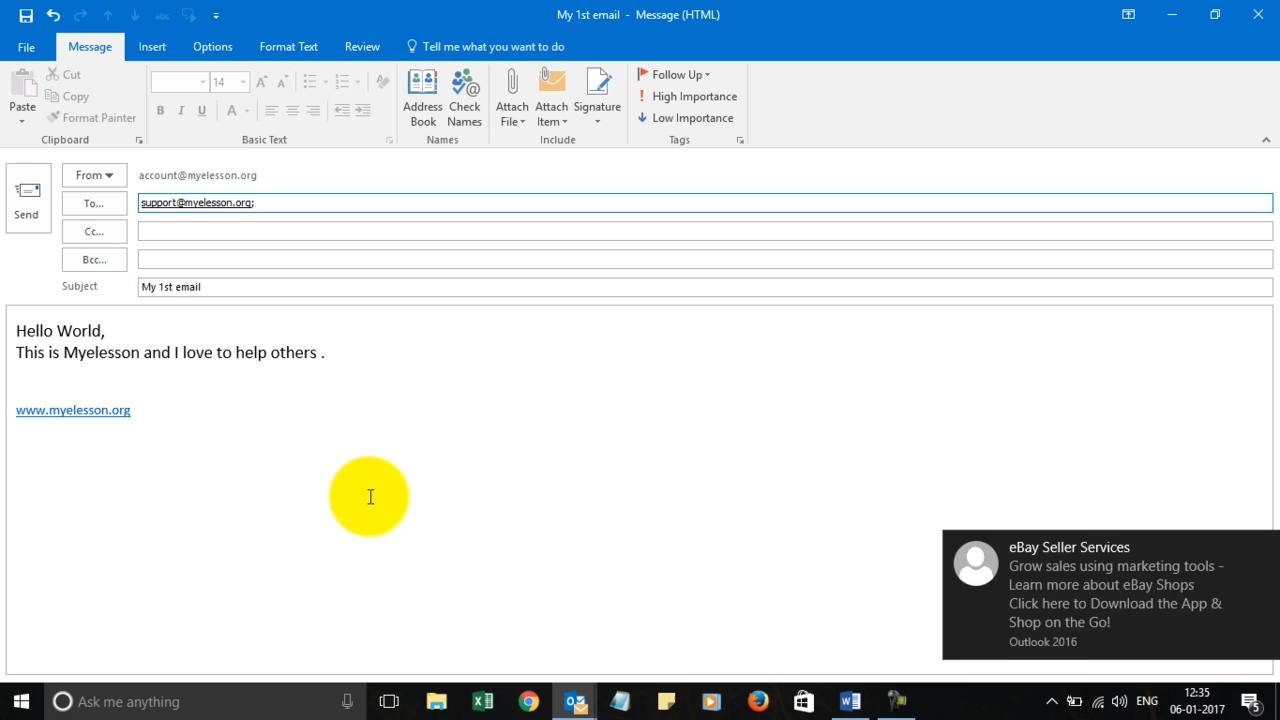 My 1st email - Message (HTML)
File Message Insert Options Format Text Review Tell me what you want to do
Paste
Cut
Copy
Format Painter
Clipboard
14
B I U A
Basic Text
Address Book
Check Names
Names
Attach File
Attach Item
Signature
Include
Follow Up
High Importance
Low Importance
Tags
Send
From account@myelesson.org
To... support@myelesson.org;
Cc...
Bcc...
Subject My 1st email
Hello World,
This is Myelesson and I love to help others .
www.myelesson.org
eBay Seller Services
Grow sales using marketing tools -
Learn more about eBay Shops
Click here to Download the App &
Shop on the Go!
Outlook 2016
Ask me anything
ENG
12:35
06-01-2017
5